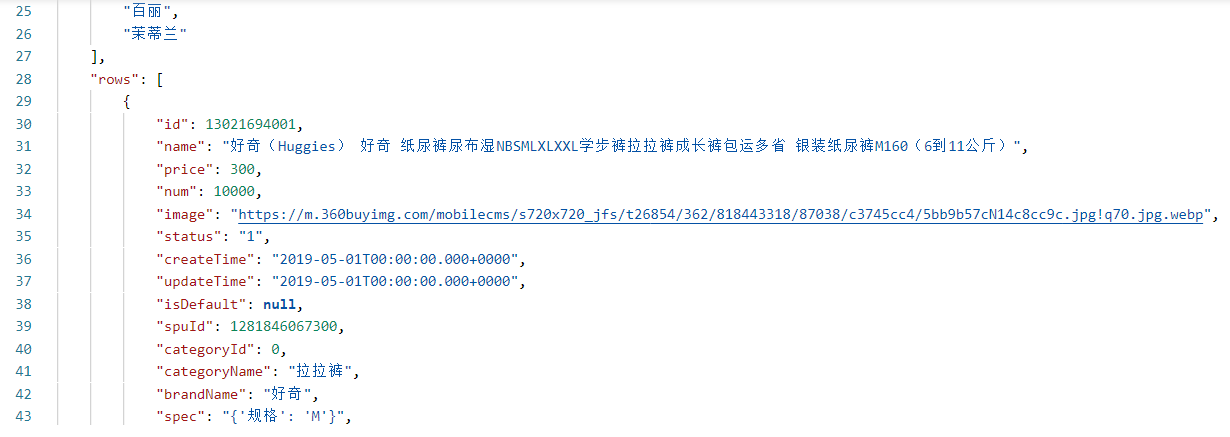 25 "百丽",
26 "茉蒂兰"
27 ],
28 "rows": [
29 {
30 "id": 13021694001,
31 "name": "好奇（Huggies） 好奇 纸尿裤尿布湿NBSMLXLXXL学步裤拉拉裤成长裤包运多省 银装纸尿裤M160（6到11公斤）",
32 "price": 300,
33 "num": 10000,
34 "image": "https://m.360buyimg.com/mobilecms/s720x720_jfs/t26854/362/818443318/87038/c3745cc4/5bb9b57cN14c8cc9c.jpg!q70.jpg.webp",
35 "status": "1",
36 "createTime": "2019-05-01T00:00:00.000+0000",
37 "updateTime": "2019-05-01T00:00:00.000+0000",
38 "isDefault": null,
39 "spuId": 1281846067300,
40 "categoryId": 0,
41 "categoryName": "拉拉裤",
42 "brandName": "好奇",
43 "spec": "{'规格': 'M'}",